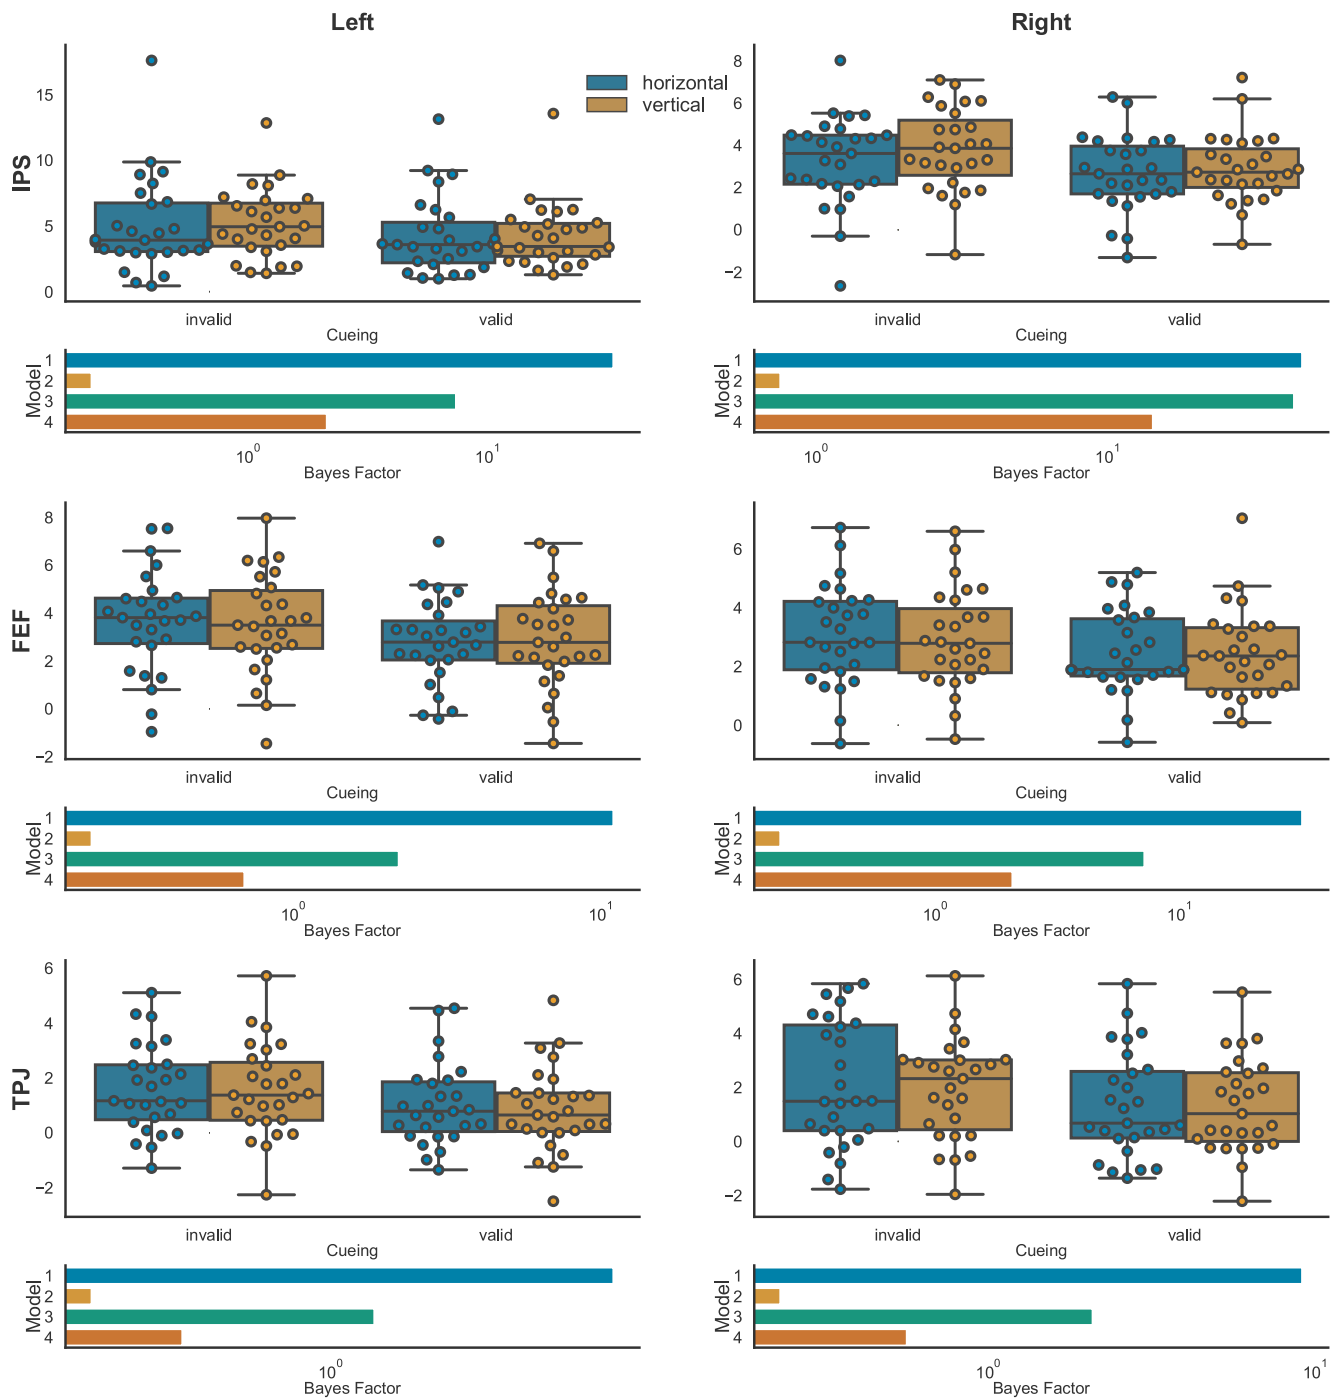 Left Right
IPS
15
10
5
0
horizontal
vertical
8
6
4
2
0
−2
invalid valid
Cueing
invalid valid
Cueing
Model
1
2
3
4
10^0 10^1
Bayes Factor
Model
1
2
3
4
10^0 10^1
Bayes Factor
FEF
8
6
4
2
0
−2
6
4
2
0
invalid valid
Cueing
invalid valid
Cueing
Model
1
2
3
4
10^0 10^1
Bayes Factor
Model
1
2
3
4
10^0 10^1
Bayes Factor
TPJ
6
4
2
0
−2
6
4
2
0
−2
invalid valid
Cueing
invalid valid
Cueing
Model
1
2
3
4
10^0
Bayes Factor
Model
1
2
3
4
10^0 10^1
Bayes Factor